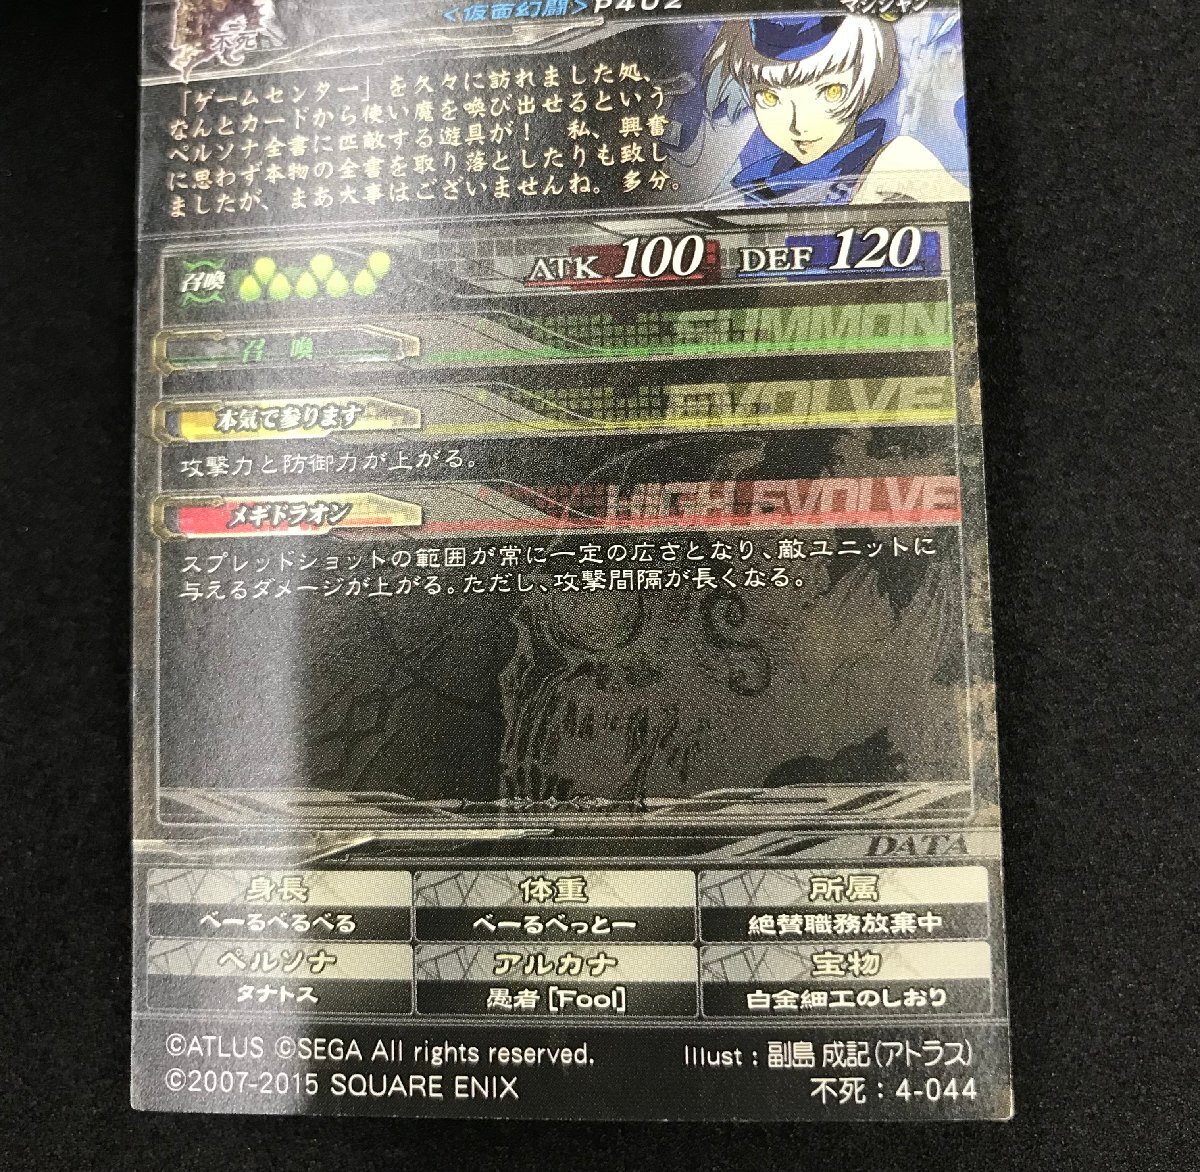 不死
<仮面幻闘>P402
マジシャン
「ゲームセンター」を久々に訪れました処、
なんとカードから使い魔を喚び出せるという
ペルソナ全書に匹敵する遊具が！　私、興奮
に思わず本物の全書を取り落としたりも致し
ましたが、まあ大事はございませんね。多分。
召喚
ATK 100 DEF 120
召喚 SUMMON
本気で参ります EVOLVE
攻撃力と防御力が上がる。
メギドラオン HIGH EVOLVE
スプレッドショットの範囲が常に一定の広さとなり、敵ユニットに
与えるダメージが上がる。ただし、攻撃間隔が長くなる。
DATA
身長 体重 所属
べーるべるべる べーるべっとー 絶賛職務放棄中
ペルソナ アルカナ 宝物
タナトス 愚者[Fool] 白金細工のしおり
©ATLUS ©SEGA All rights reserved. Illust：副島 成記(アトラス)
©2007-2015 SQUARE ENIX 不死：4-044